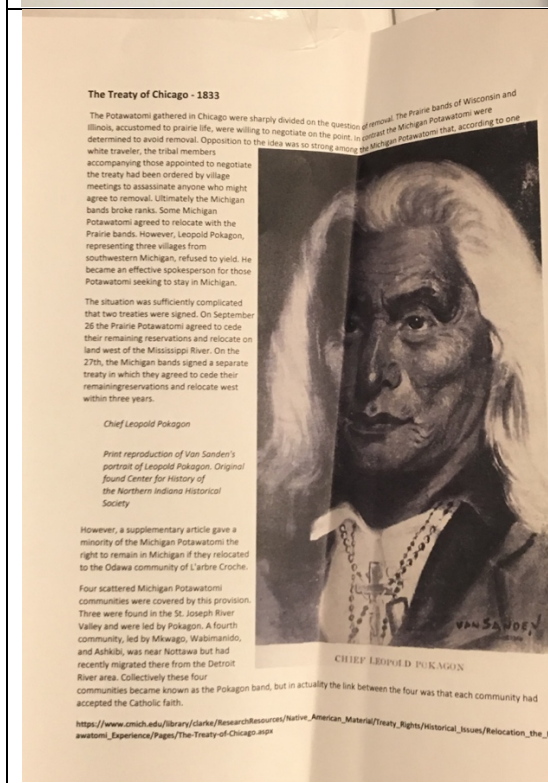 The Treaty of Chicago - 1833
The Potawatomi gathered in Chicago were sharply divided on the question of removal. The Prairie bands of Wisconsin and
Illinois, accustomed to prairie life, were willing to negotiate on the point. In contrast the Michigan Potawatomi were
determined to avoid removal. Opposition to the idea was so strong among the Michigan Potawatomi that, according to one
white traveler, the tribal members
accompanying those appointed to negotiate
the treaty had been ordered by village
meetings to assassinate anyone who might
agree to removal. Ultimately the Michigan
bands broke ranks. Some Michigan
Potawatomi agreed to relocate with the
Prairie bands. However, Leopold Pokagon,
representing three villages from
southwestern Michigan, refused to yield. He
became an effective spokesperson for those
Potawatomi seeking to stay in Michigan.
The situation was sufficiently complicated
that two treaties were signed. On September
26 the Prairie Potawatomi agreed to cede
their remaining reservations and relocate on
land west of the Mississippi River. On the
27th, the Michigan bands signed a separate
treaty in which they agreed to cede their
remainingreservations and relocate west
within three years.
Chief Leopold Pokagon
Print reproduction of Van Sanden's
portrait of Leopold Pokagon. Original
found Center for History of
the Northern Indiana Historical
Society
However, a supplementary article gave a
minority of the Michigan Potawatomi the
right to remain in Michigan if they relocated
to the Odawa community of L'arbre Croche.
Four scattered Michigan Potawatomi
communities were covered by this provision.
Three were found in the St. Joseph River
Valley and were led by Pokagon. A fourth
community, led by Mkwago, Wabimanido,
and Ashkibi, was near Nottawa but had
recently migrated there from the Detroit
River area. Collectively these four
communities became known as the Pokagon band, but in actuality the link between the four was that each community had
accepted the Catholic faith.
VAN SANDEN
CHIEF LEOPOLD POKAGON
https://www.cmich.edu/library/clarke/ResearchResources/Native_American_Material/Treaty_Rights/Historical_Issues/Relocation_the_
awatomi_Experience/Pages/The-Treaty-of-Chicago.aspx